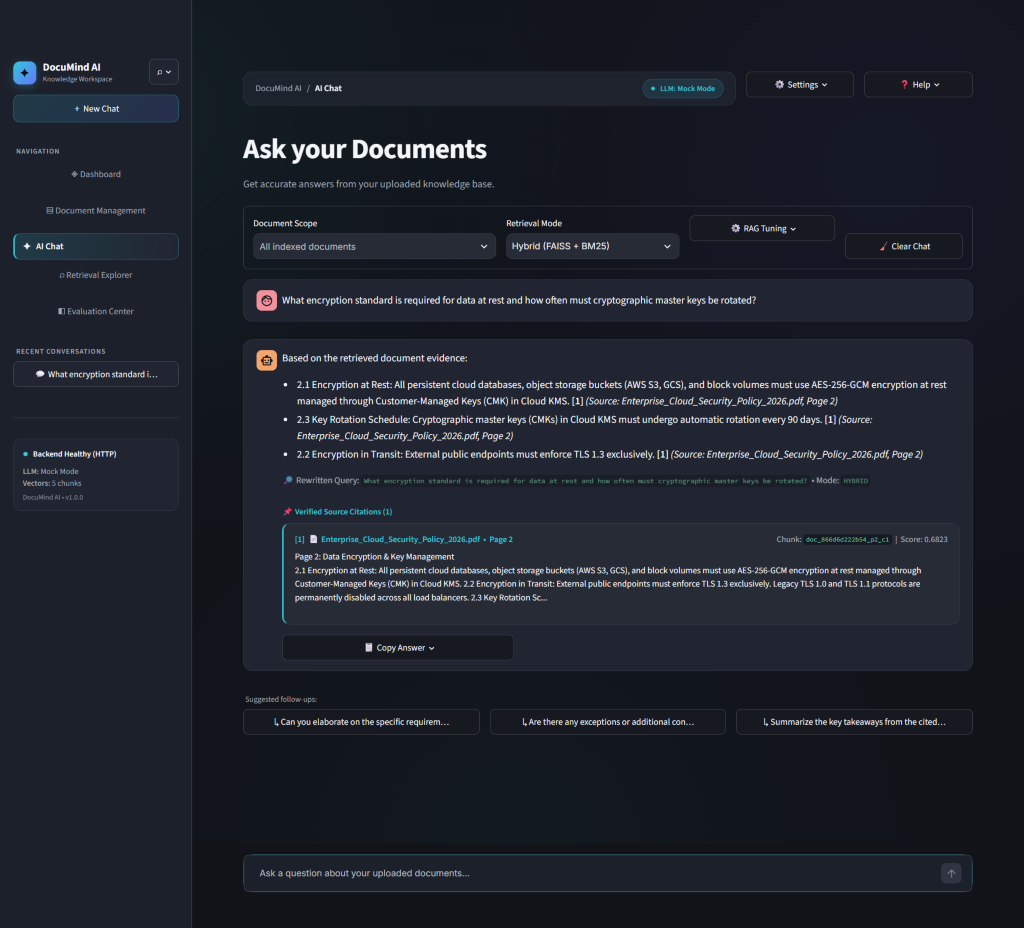 DocuMind AI
Knowledge Workspace
+ New Chat
NAVIGATION
Dashboard
Document Management
AI Chat
Retrieval Explorer
Evaluation Center
RECENT CONVERSATIONS
What encryption standard i...
Backend Healthy (HTTP)
LLM: Mock Mode
Vectors: 5 chunks
DocuMind AI • v1.0.0
DocuMind AI / AI Chat
LLM: Mock Mode
Settings
Help
Ask your Documents
Get accurate answers from your uploaded knowledge base.
Document Scope
All indexed documents
Retrieval Mode
Hybrid (FAISS + BM25)
RAG Tuning
Clear Chat
What encryption standard is required for data at rest and how often must cryptographic master keys be rotated?
Based on the retrieved document evidence:
• 2.1 Encryption at Rest: All persistent cloud databases, object storage buckets (AWS S3, GCS), and block volumes must use AES-256-GCM encryption at rest
managed through Customer-Managed Keys (CMK) in Cloud KMS. [1] (Source: Enterprise_Cloud_Security_Policy_2026.pdf, Page 2)
• 2.3 Key Rotation Schedule: Cryptographic master keys (CMKs) in Cloud KMS must undergo automatic rotation every 90 days. [1] (Source:
Enterprise_Cloud_Security_Policy_2026.pdf, Page 2)
• 2.2 Encryption in Transit: External public endpoints must enforce TLS 1.3 exclusively. [1] (Source: Enterprise_Cloud_Security_Policy_2026.pdf, Page 2)
Rewritten Query: What encryption standard is required for data at rest and how often must cryptographic master keys be rotated? • Mode: HYBRID
Verified Source Citations (1)
[1] Enterprise_Cloud_Security_Policy_2026.pdf • Page 2
Chunk: doc_866d6d222b54_p2_c1 | Score: 0.6823
Page 2: Data Encryption & Key Management
2.1 Encryption at Rest: All persistent cloud databases, object storage buckets (AWS S3, GCS), and block volumes must use AES-256-GCM encryption at rest managed through
Customer-Managed Keys (CMK) in Cloud KMS. 2.2 Encryption in Transit: External public endpoints must enforce TLS 1.3 exclusively. Legacy TLS 1.0 and TLS 1.1 protocols are
permanently disabled across all load balancers. 2.3 Key Rotation Sc...
Copy Answer
Suggested follow-ups:
↳ Can you elaborate on the specific requirem...
↳ Are there any exceptions or additional con...
↳ Summarize the key takeaways from the cited...
Ask a question about your uploaded documents...